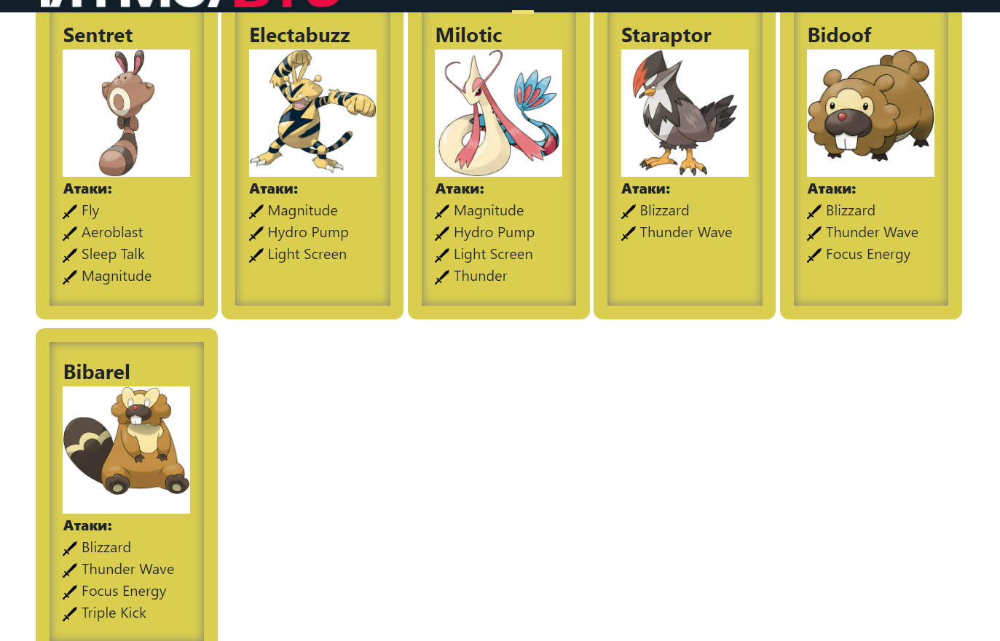 Sentret
Атаки:
Fly
Aeroblast
Sleep Talk
Magnitude
Electabuzz
Атаки:
Magnitude
Hydro Pump
Light Screen
Milotic
Атаки:
Magnitude
Hydro Pump
Light Screen
Thunder
Staraptor
Атаки:
Blizzard
Thunder Wave
Bidoof
Атаки:
Blizzard
Thunder Wave
Focus Energy
Bibarel
Атаки:
Blizzard
Thunder Wave
Focus Energy
Triple Kick